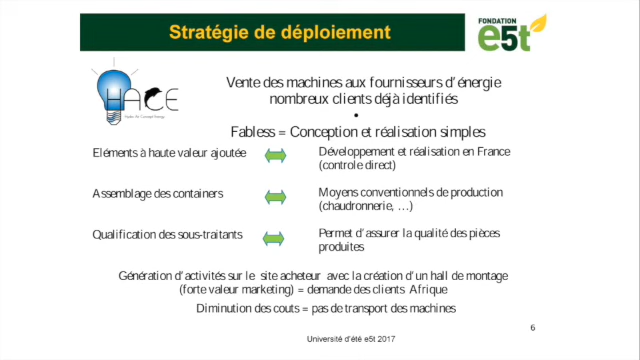 Stratégie de déploiement
FONDATION
e5t
HACE
Hydro Air Concept Energy
Vente des machines aux fournisseurs d'énergie
nombreux clients déjà identifiés
•
Fabless = Conception et réalisation simples
Eléments à haute valeur ajoutée
Développement et réalisation en France
(controle direct)
Assemblage des containers
Moyens conventionnels de production
(chaudronnerie, …)
Qualification des sous-traitants
Permet d'assurer la qualité des pièces
produites
Génération d'activités sur le site acheteur avec la création d'un hall de montage
(forte valeur marketing) = demande des clients Afrique
Diminution des couts = pas de transport des machines
6
Université d'été e5t 2017